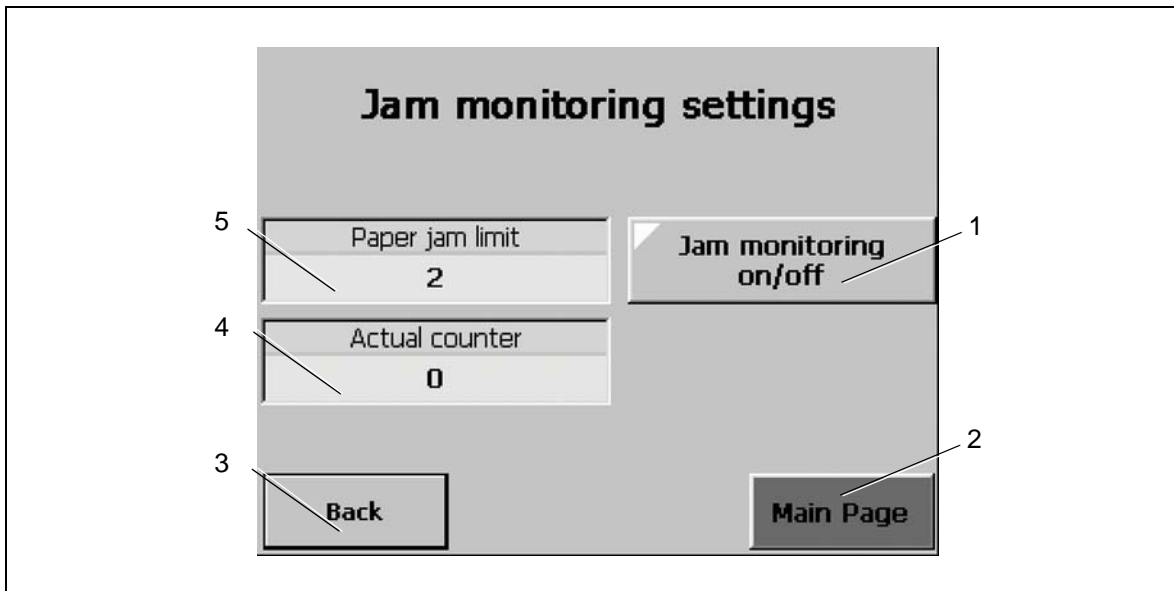 Jam monitoring settings
5
Paper jam limit
2
Jam monitoring
on/off
1
4
Actual counter
0
3
Back
2
Main Page